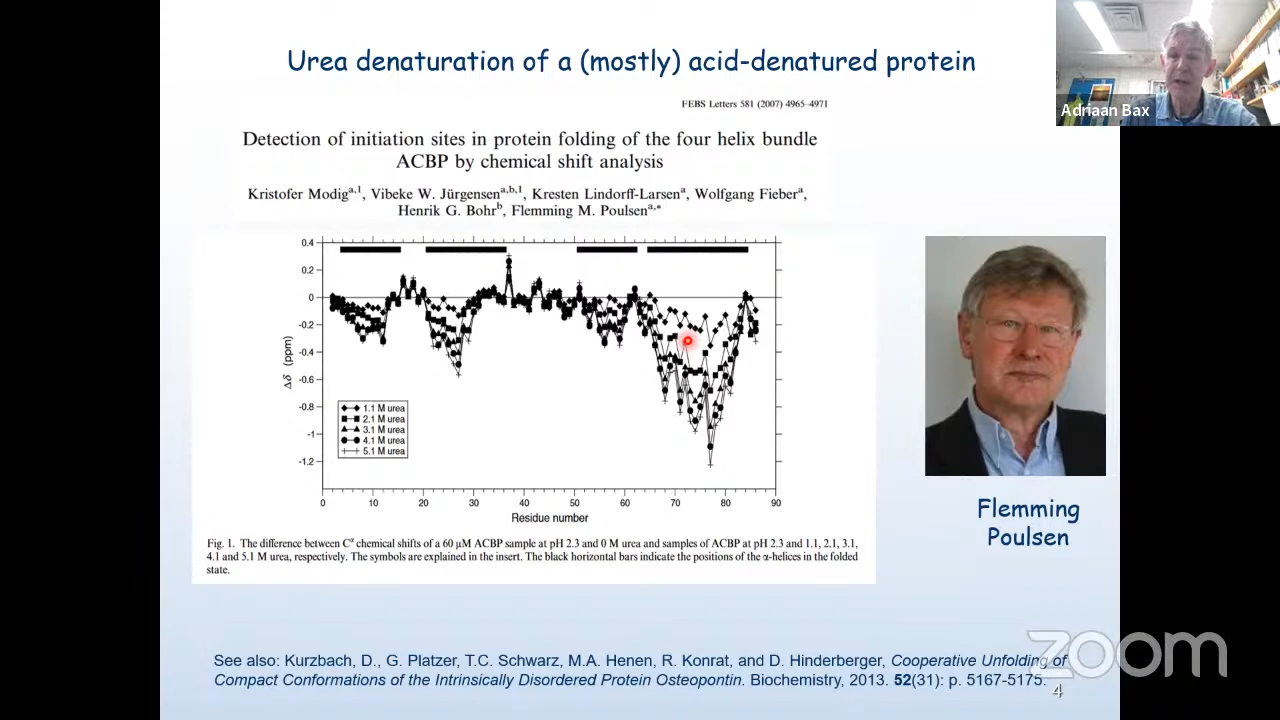 Urea denaturation of a (mostly) acid-denatured protein
Adriaan Bax
FEBS Letters 581 (2007) 4965–4971
Detection of initiation sites in protein folding of the four helix bundle
ACBP by chemical shift analysis
Kristofer Modigᵃ,¹, Vibeke W. Jürgensenᵃ,ᵇ,¹, Kresten Lindorff-Larsenᵃ, Wolfgang Fieberᵃ,
Henrik G. Bohrᵇ, Flemming M. Poulsenᵃ,*
0.4
0.2
0
-0.2
-0.4
-0.6
-0.8
-1
-1.2
Δδ (ppm)
1.1 M urea
2.1 M urea
3.1 M urea
4.1 M urea
5.1 M urea
0 10 20 30 40 50 60 70 80 90
Residue number
Fig. 1. The difference between Cᵅ chemical shifts of a 60 μM ACBP sample at pH 2.3 and 0 M urea and samples of ACBP at pH 2.3 and 1.1, 2.1, 3.1,
4.1 and 5.1 M urea, respectively. The symbols are explained in the insert. The black horizontal bars indicate the positions of the α-helices in the folded
state.
Flemming
Poulsen
See also: Kurzbach, D., G. Platzer, T.C. Schwarz, M.A. Henen, R. Konrat, and D. Hinderberger, Cooperative Unfolding of
Compact Conformations of the Intrinsically Disordered Protein Osteopontin. Biochemistry, 2013. 52(31): p. 5167-5175.
4
zoom